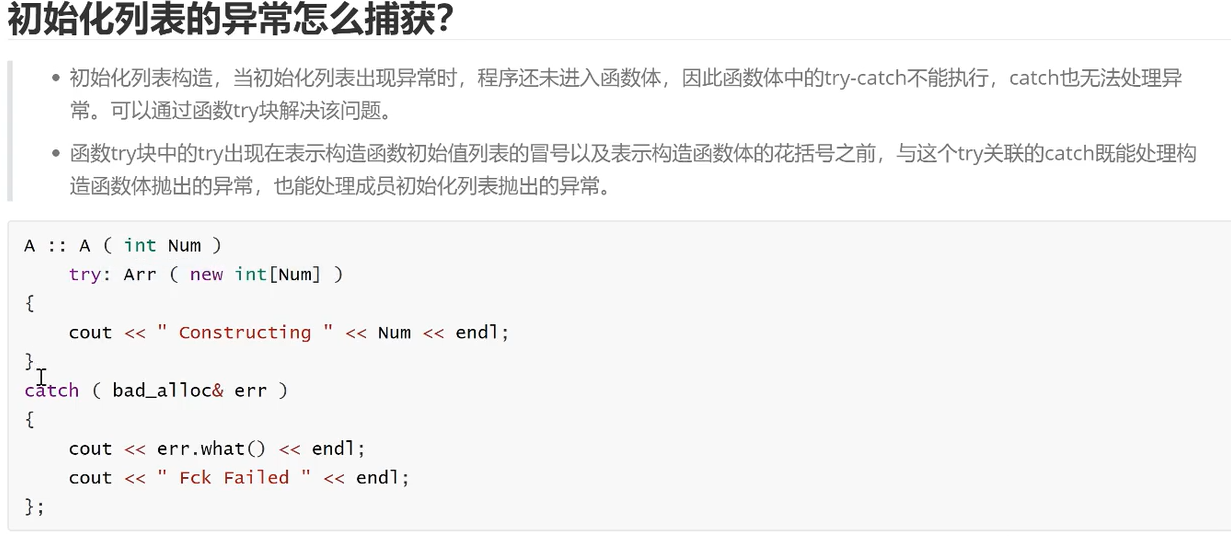 初始化列表的异常怎么捕获?
初始化列表构造，当初始化列表出现异常时，程序还未进入函数体，因此函数体中的try-catch不能执行，catch也无法处理异
常。可以通过函数try块解决该问题。
函数try块中的try出现在表示构造函数初始值列表的冒号以及表示构造函数体的花括号之前，与这个try关联的catch既能处理构
造函数体抛出的异常，也能处理成员初始化列表抛出的异常。
A :: A ( int Num )
try: Arr ( new int[Num] )
{
cout << " Constructing " << Num << endl;
}
catch ( bad_alloc& err )
{
cout << err.what() << endl;
cout << " Fck Failed " << endl;
};